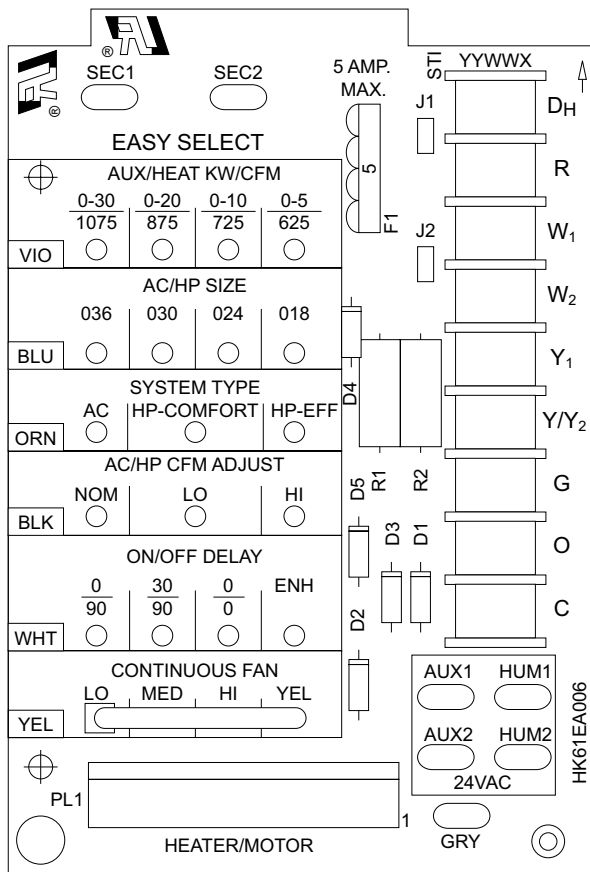 SEC1
SEC2
5 AMP.
MAX.
STI
YYWWX
J1
DH
EASY SELECT
5
F1
R
AUX/HEAT KW/CFM
0-30 0-20 0-10 0-5
1075 875 725 625
VIO
J2
W1
AC/HP SIZE
W2
036 030 024 018
BLU
D4
Y1
SYSTEM TYPE
AC HP-COMFORT HP-EFF
ORN
Y/Y2
AC/HP CFM ADJUST
NOM LO HI
BLK
D5 R1 R2
G
D3 D1
ON/OFF DELAY
O
0 30 0 ENH
90 90 0
WHT
D2
C
CONTINUOUS FAN
LO MED HI YEL
YEL
AUX1 HUM1
AUX2 HUM2
24VAC
HK61EA006
PL1
1
GRY
HEATER/MOTOR
®
®